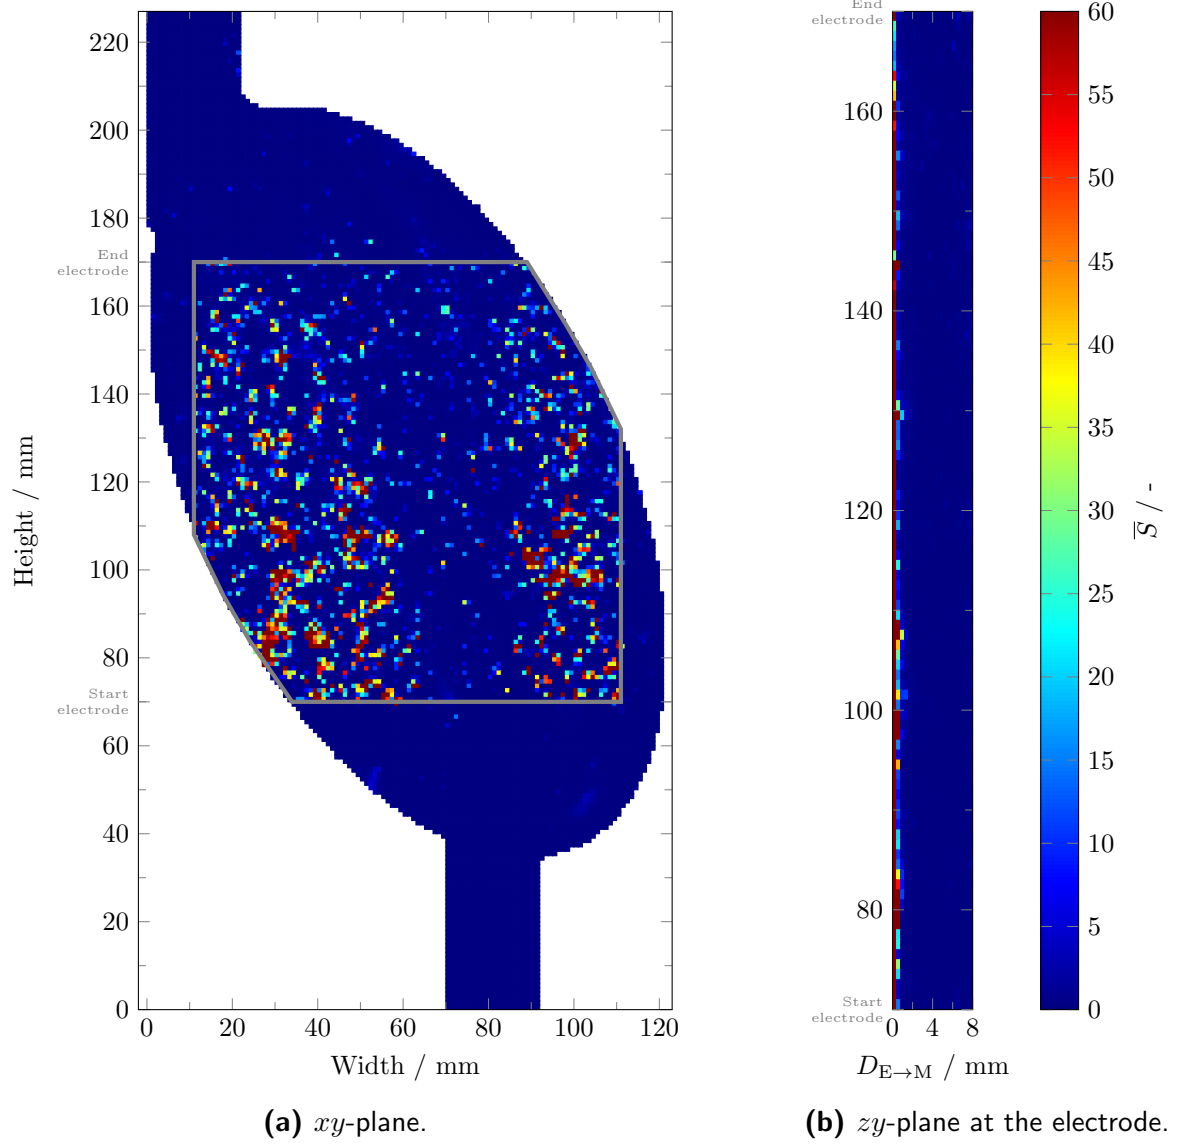 220
200
180
End
electrode
160
140
120
100
80
Start
electrode
60
40
20
0
Height / mm
0 20 40 60 80 100 120
Width / mm
(a) xy-plane.
End
electrode
160
140
120
100
80
Start
electrode
0 4 8
D_E→M / mm
60
55
50
45
40
35
30
25
20
15
10
5
0
S̅ / -
(b) zy-plane at the electrode.